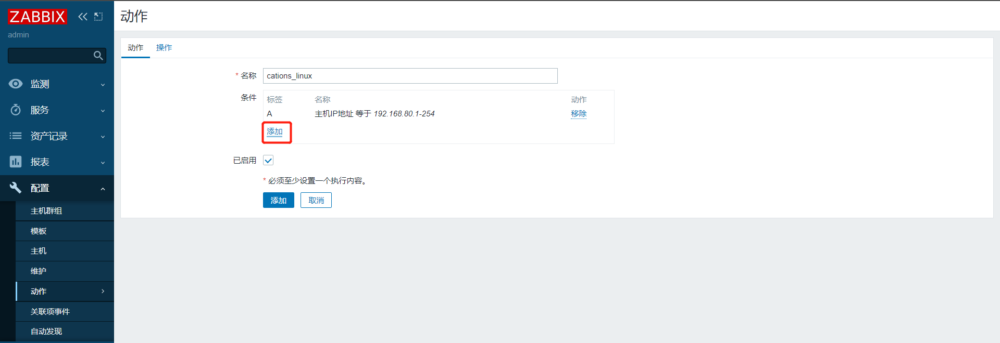 ZABBIX
admin
监测
服务
资产记录
报表
配置
主机群组
模板
主机
维护
动作
关联项事件
自动发现
动作
动作 操作
* 名称 cations_linux
条件 标签 名称 动作
A 主机IP地址 等于 192.168.80.1-254 移除
添加
已启用
* 必须至少设置一个执行内容。
添加 取消